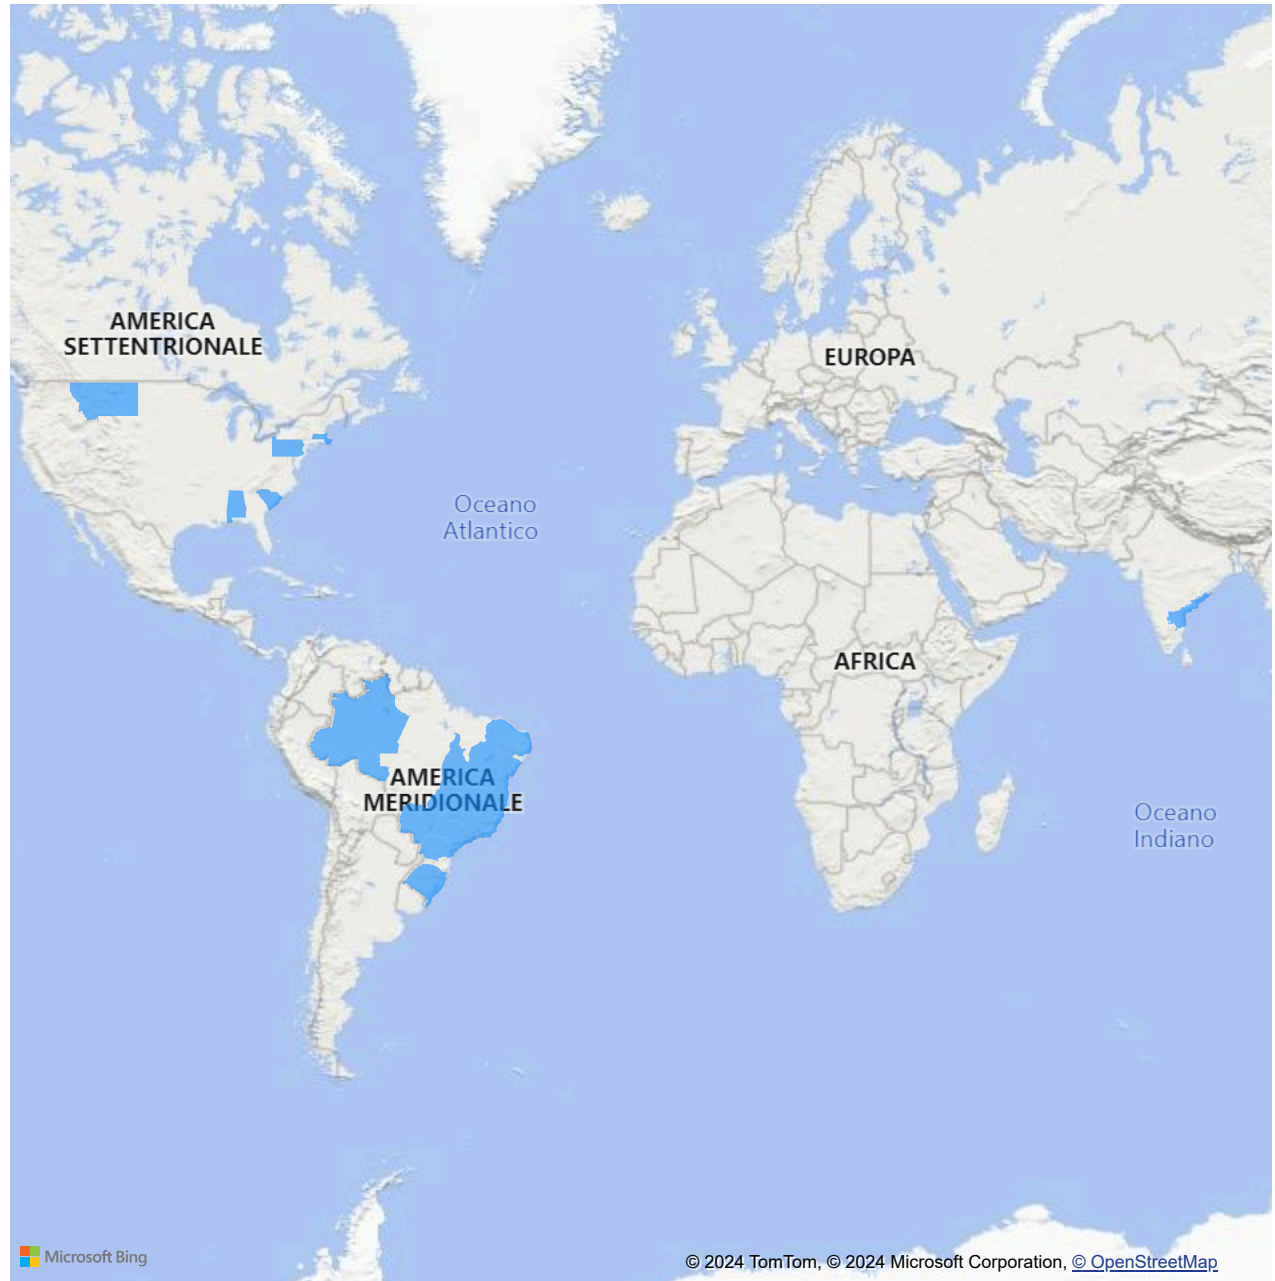 AMERICA
SETTENTRIONALE
EUROPA
Oceano
Atlantico
AFRICA
AMERICA
MERIDIONALE
Oceano
Indiano
Microsoft Bing
© 2024 TomTom, © 2024 Microsoft Corporation, © OpenStreetMap